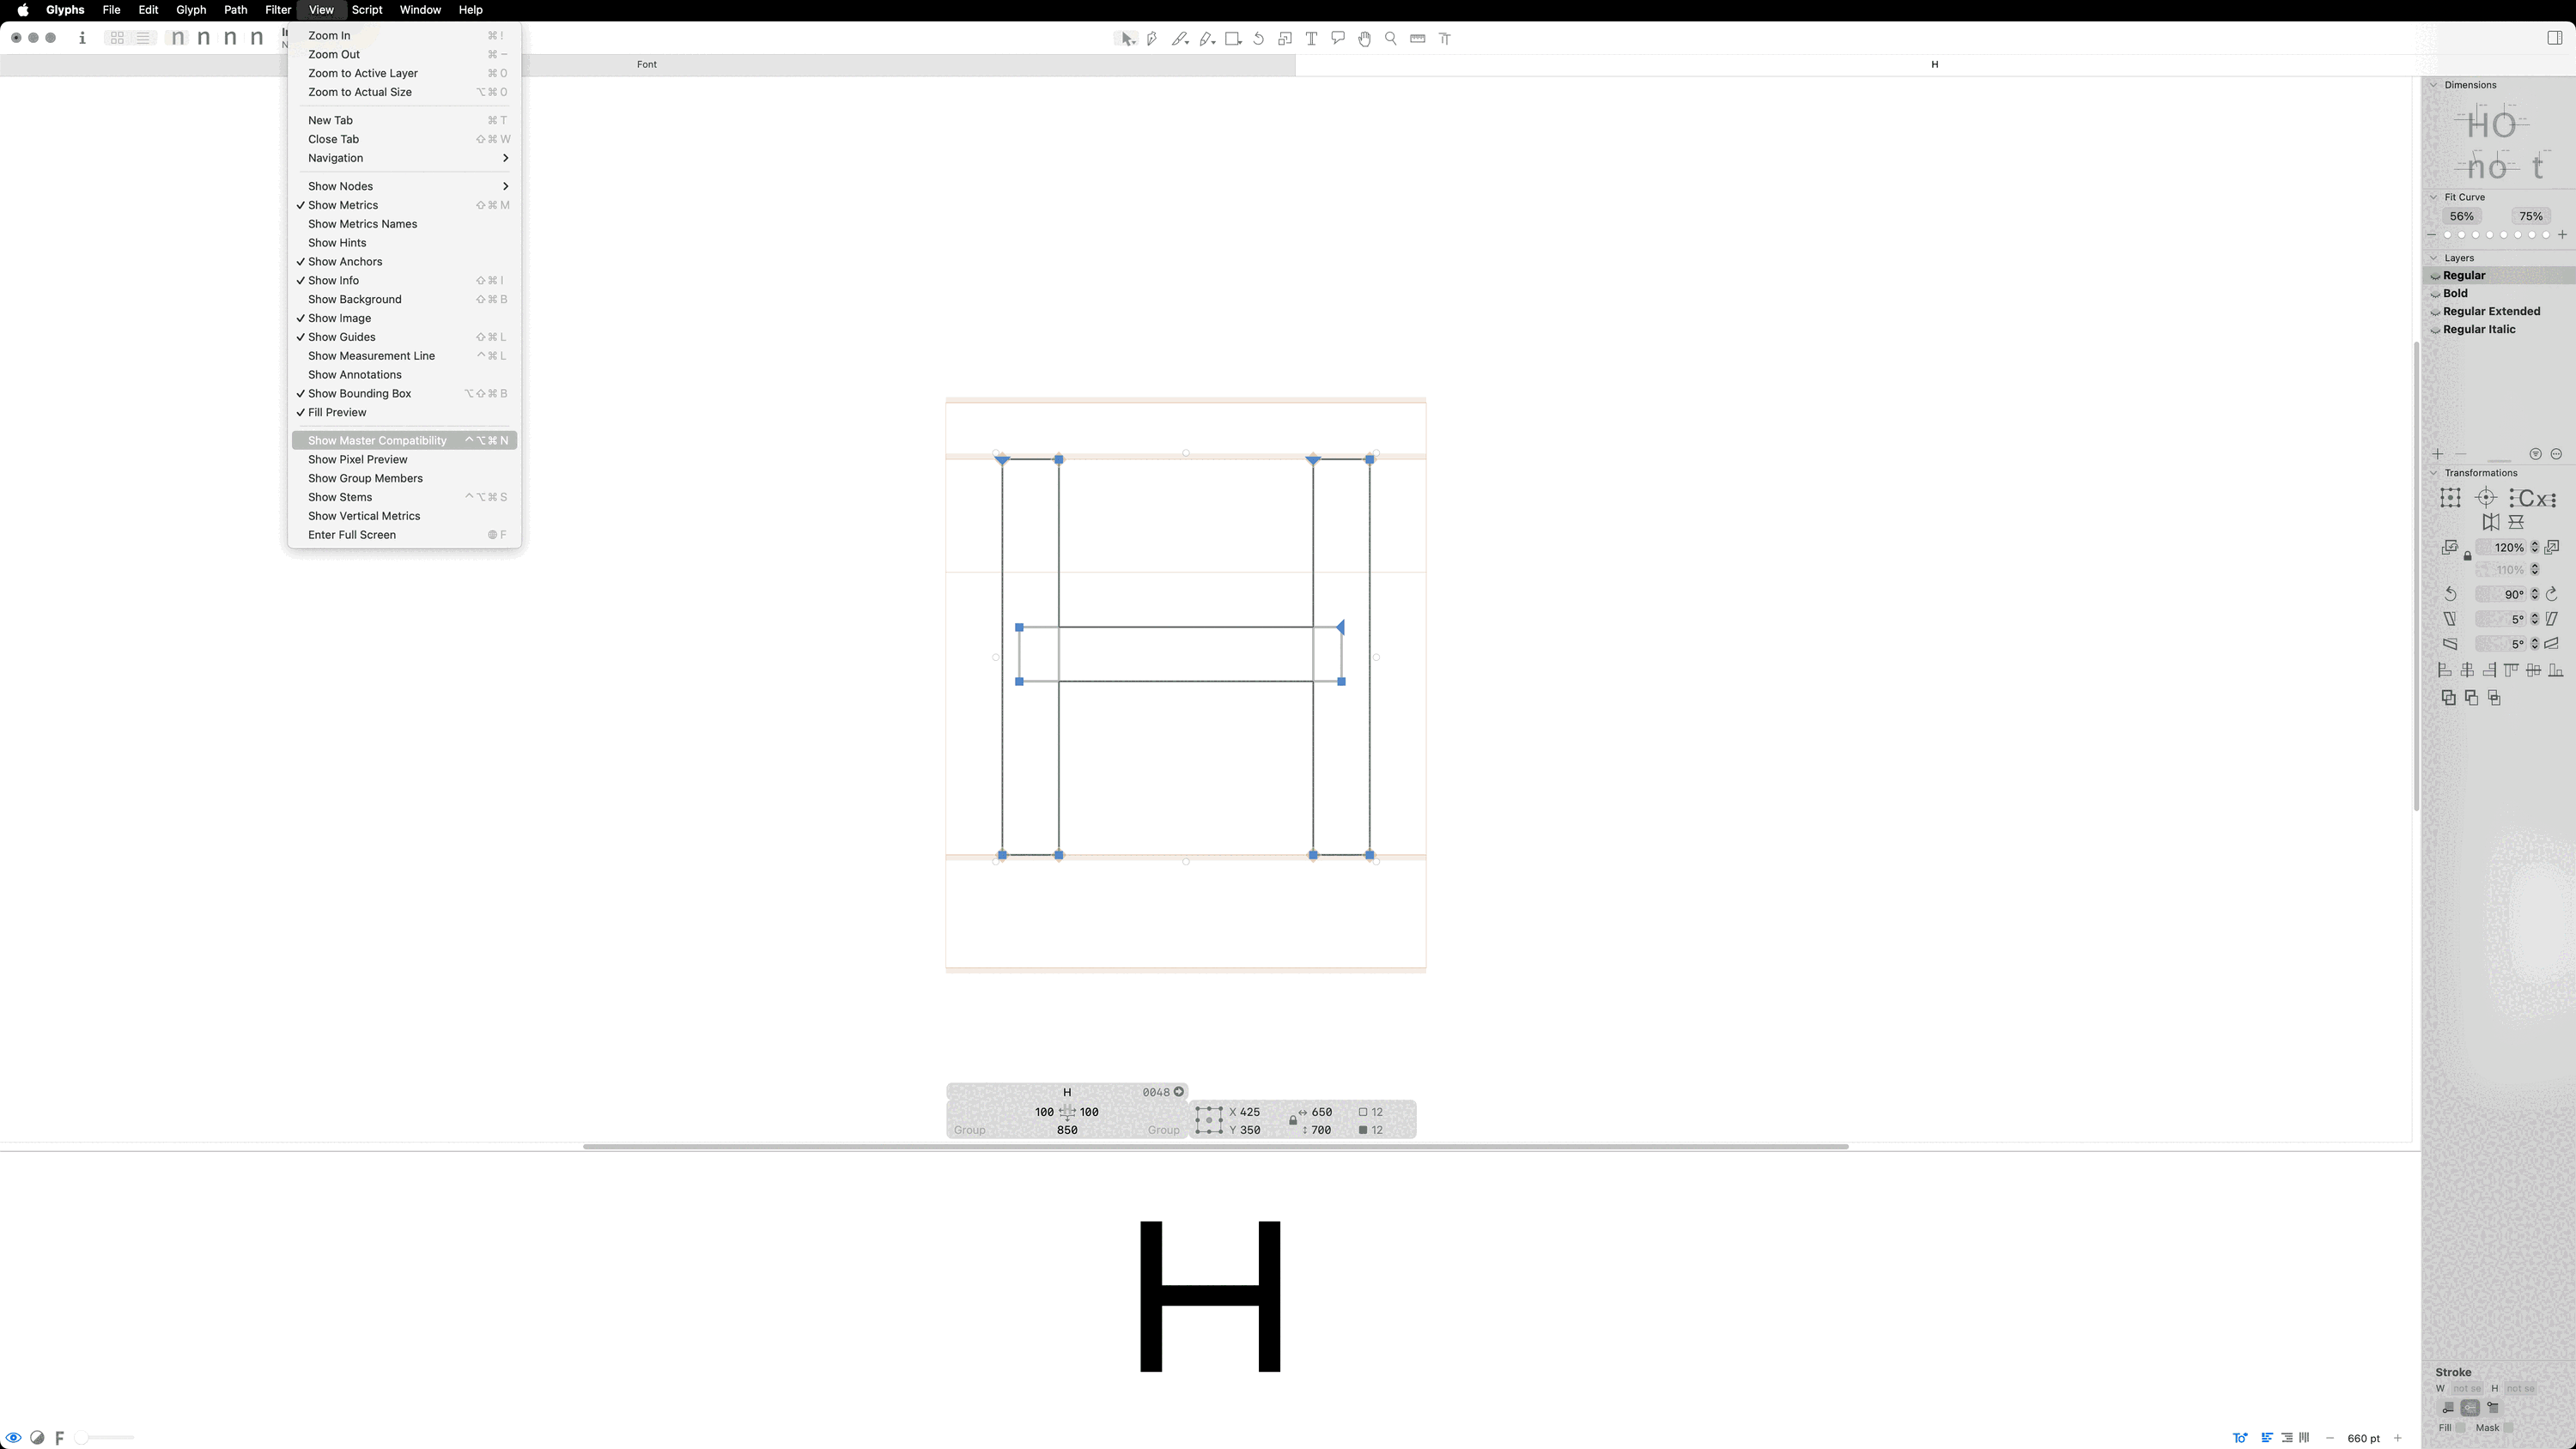 Glyphs File Edit Glyph Path Filter View Script Window Help
n n n n
Font
H
Zoom In ⌘ !
Zoom Out ⌘ −
Zoom to Active Layer ⌘ 0
Zoom to Actual Size ⌥ ⌘ 0
New Tab ⌘ T
Close Tab ⇧ ⌘ W
Navigation
Show Nodes
Show Metrics ⇧ ⌘ M
Show Metrics Names
Show Hints
Show Anchors
Show Info ⇧ ⌘ I
Show Background ⇧ ⌘ B
Show Image
Show Guides ⇧ ⌘ L
Show Measurement Line ^ ⌘ L
Show Annotations
Show Bounding Box ⌥ ⇧ ⌘ B
Fill Preview
Show Master Compatibility ^ ⌥ ⌘ N
Show Pixel Preview
Show Group Members
Show Stems ^ ⌥ ⌘ S
Show Vertical Metrics
Enter Full Screen F
H 0048
100 100
Group 850 Group
X 425 650 12
Y 350 700 12
H
Dimensions
HO
no t
Fit Curve
56% 75%
Layers
Regular
Bold
Regular Extended
Regular Italic
Transformations
Cx
120%
110%
90°
5°
5°
Stroke
W not se H not se
Fill Mask
F
660 pt